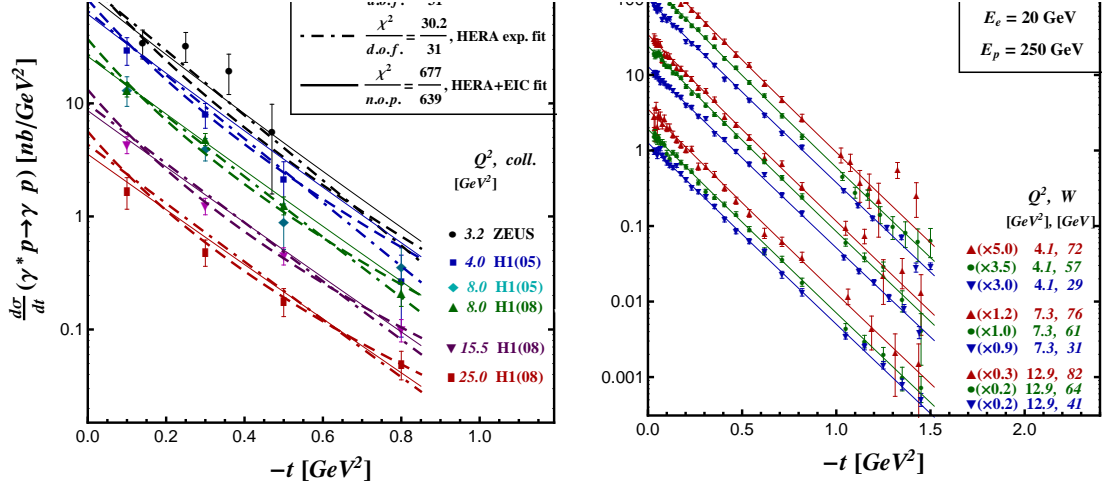 χ² / d.o.f. = 30.2 / 31, HERA exp. fit
χ² / n.o.p. = 677 / 639, HERA+EIC fit
dσ/dt (γ* p→γ p) [nb/GeV²]
10
1
0.1
Q², coll.
[GeV²]
3.2 ZEUS
4.0 H1(05)
8.0 H1(05)
8.0 H1(08)
15.5 H1(08)
25.0 H1(08)
0.0 0.2 0.4 0.6 0.8 1.0
−t [GeV²]
E_e = 20 GeV
E_p = 250 GeV
100
10
1
0.1
0.01
0.001
Q², W
[GeV²], [GeV]
(×5.0) 4.1, 72
(×3.5) 4.1, 57
(×3.0) 4.1, 29
(×1.2) 7.3, 76
(×1.0) 7.3, 61
(×0.9) 7.3, 31
(×0.3) 12.9, 82
(×0.2) 12.9, 64
(×0.2) 12.9, 41
0.0 0.5 1.0 1.5 2.0
−t [GeV²]